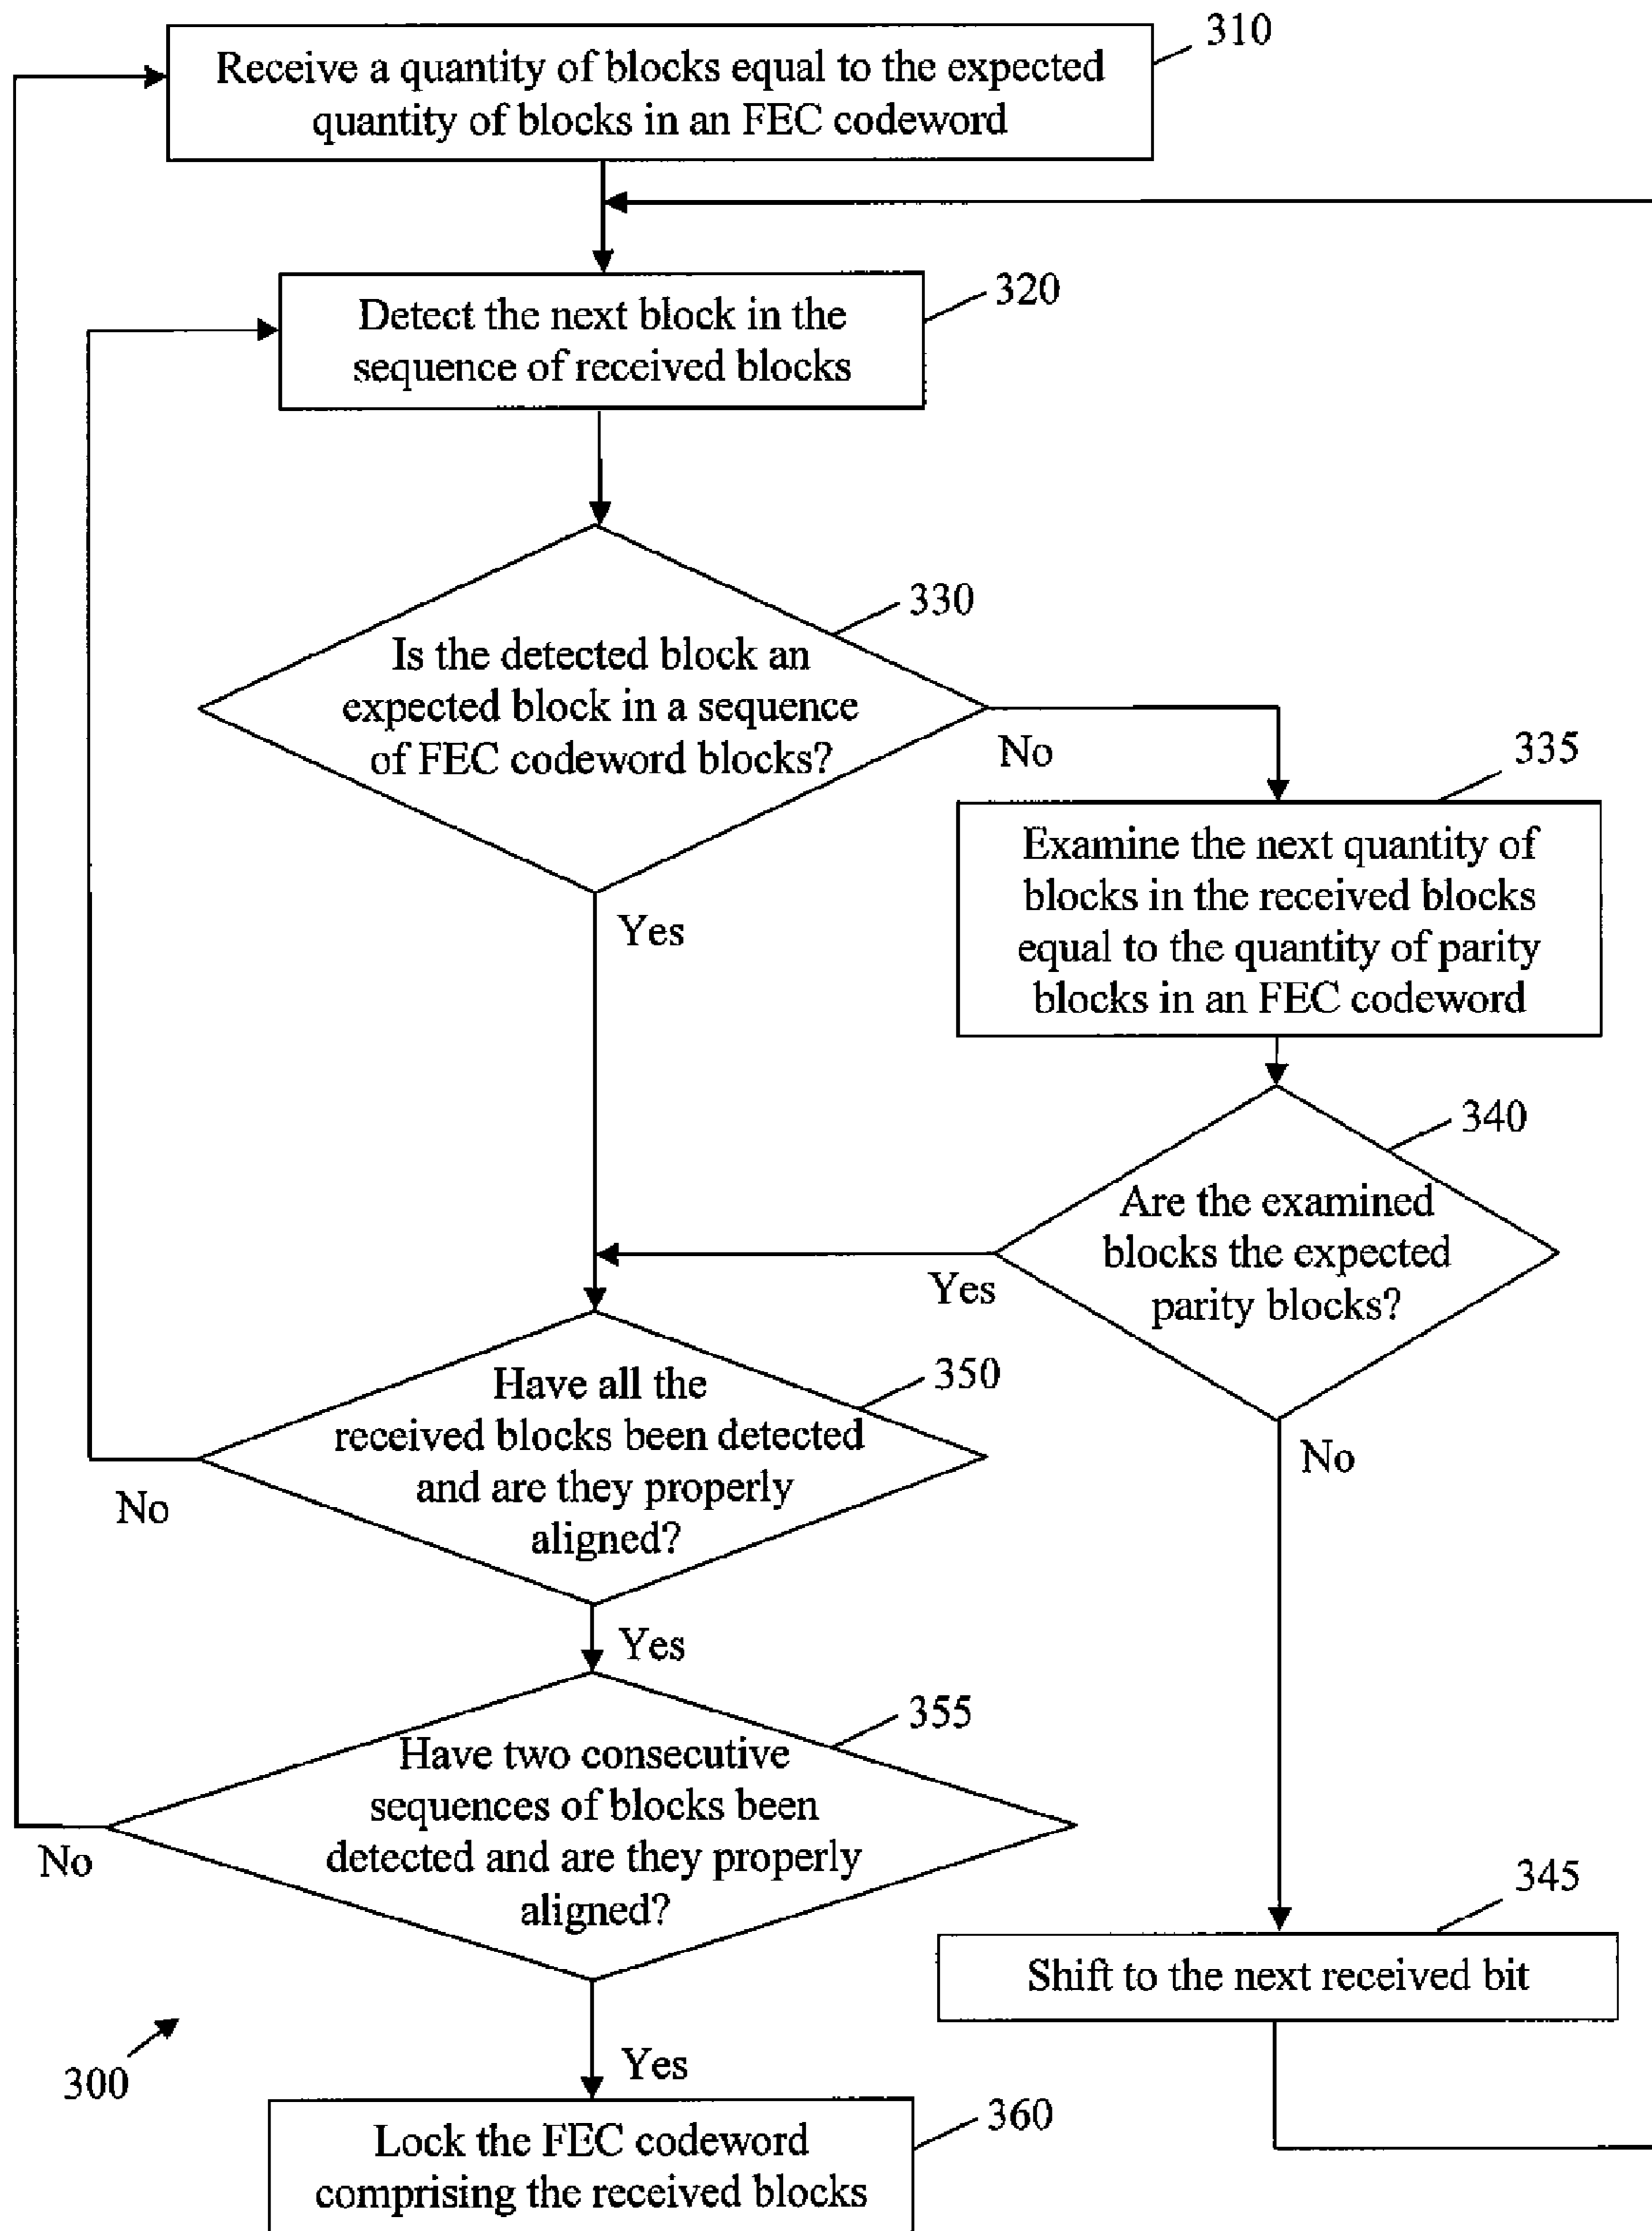 310
Receive a quantity of blocks equal to the expected
quantity of blocks in an FEC codeword
320
Detect the next block in the
sequence of received blocks
330
Is the detected block an
expected block in a sequence
of FEC codeword blocks?
No
Yes
335
Examine the next quantity of
blocks in the received blocks
equal to the quantity of parity
blocks in an FEC codeword
340
Are the examined
blocks the expected
parity blocks?
Yes
No
350
Have all the
received blocks been detected
and are they properly
aligned?
No
Yes
355
Have two consecutive
sequences of blocks been
detected and are they properly
aligned?
No
Yes
345
Shift to the next received bit
300
360
Lock the FEC codeword
comprising the received blocks